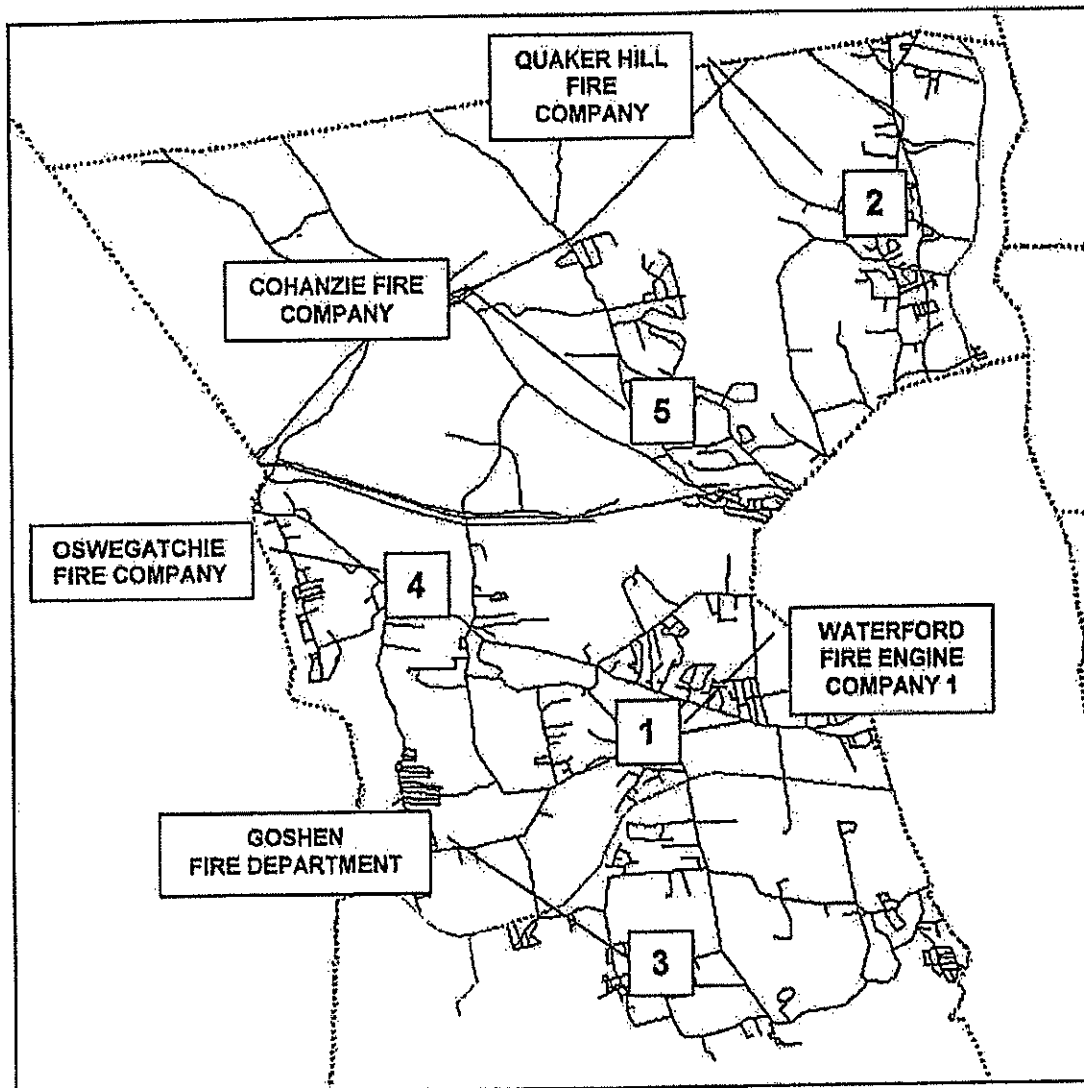 QUAKER HILL
FIRE
COMPANY
2
COHANZIE FIRE
COMPANY
5
OSWEGATCHIE
FIRE COMPANY
4
WATERFORD
FIRE ENGINE
COMPANY 1
1
GOSHEN
FIRE DEPARTMENT
3